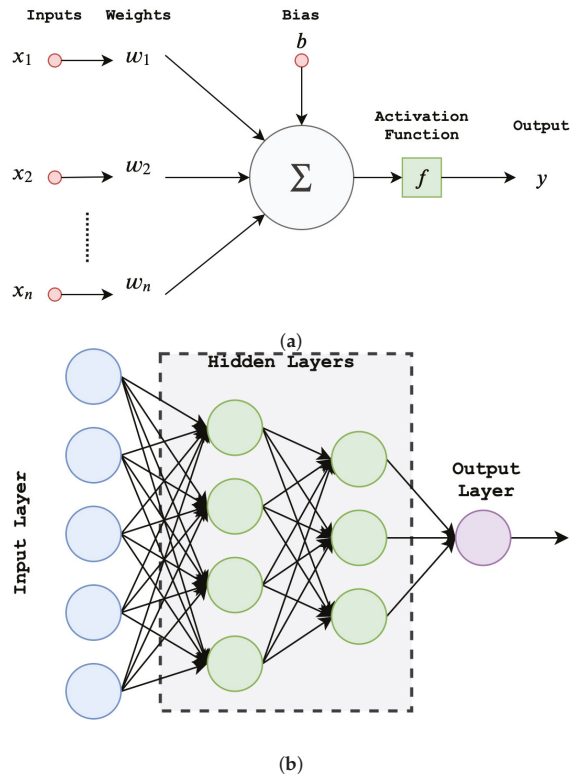 Inputs Weights Bias
x₁ w₁ b
Activation
Function Output
x₂ w₂ Σ f y
xₙ wₙ
(a)
Hidden Layers
Input Layer
Output
Layer
(b)